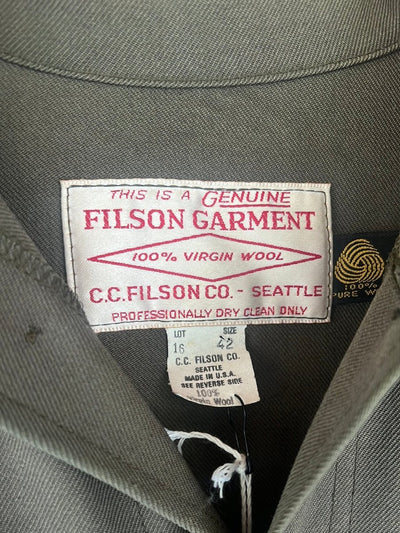 THIS IS A GENUINE
FILSON GARMENT
100% VIRGIN WOOL
C.C.FILSON CO. - SEATTLE
PROFESSIONALLY DRY CLEAN ONLY
100%
PURE W
LOT SIZE
16 42
C.C. FILSON CO.
SEATTLE
MADE IN U.S.A.
SEE REVERSE SIDE
100%
Virgin Wool